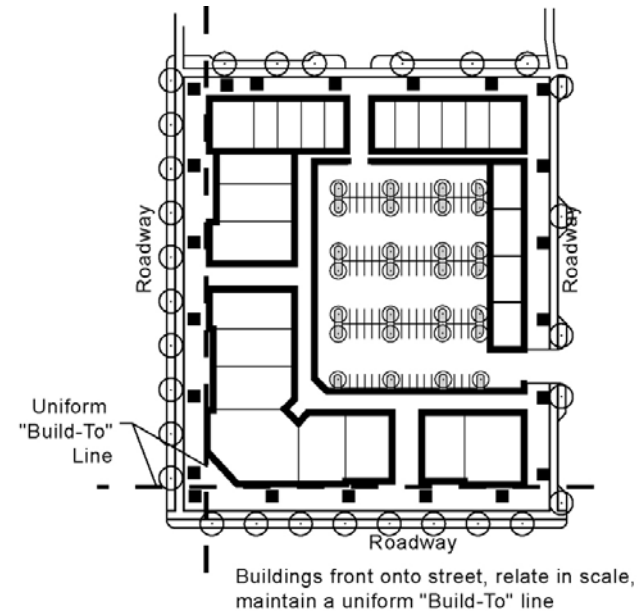 Roadway
Roadway
Uniform
"Build-To"
Line
Roadway
Buildings front onto street, relate in scale,
maintain a uniform "Build-To" line